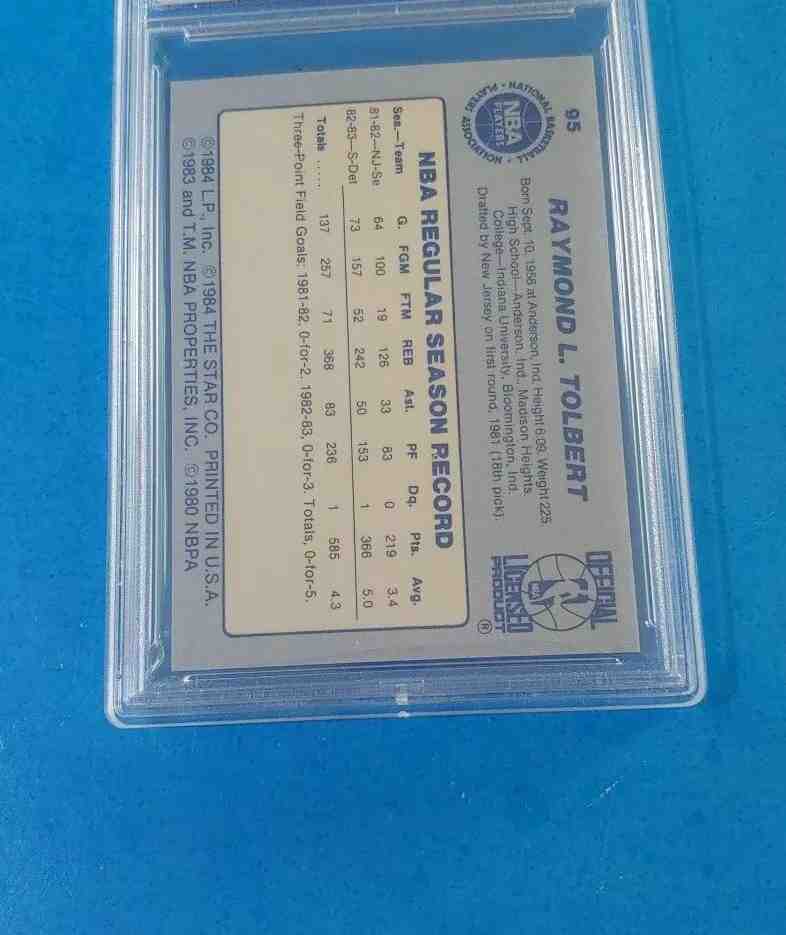 95
NATIONAL BASKETBALL
NBA
PLAYERS
PLAYERS ASSOCIATION
RAYMOND L. TOLBERT
Born Sept. 10, 1958 at Anderson, Ind. Height 6:09. Weight 225.
High School—Anderson, Ind., Madison Heights.
College—Indiana University, Bloomington, Ind.
Drafted by New Jersey on first round, 1981 (18th pick).
OFFICIAL
NBA
LICENSED
PRODUCT
®
NBA REGULAR SEASON RECORD
Sea.—Team G. FGM FTM REB Ast. PF Dq. Pts. Avg.
81-82—NJ-Se 64 100 19 126 33 83 0 219 3.4
82-83—S-Det 73 157 52 242 50 153 1 366 5.0
Totals ..... 137 257 71 368 83 236 1 585 4.3
Three-Point Field Goals: 1981-82, 0-for-2. 1982-83, 0-for-3. Totals, 0-for-5.
©1984 L.P., Inc. ©1984 THE STAR CO. PRINTED IN U.S.A.
©1983 and T.M. NBA PROPERTIES, INC. ©1980 NBPA